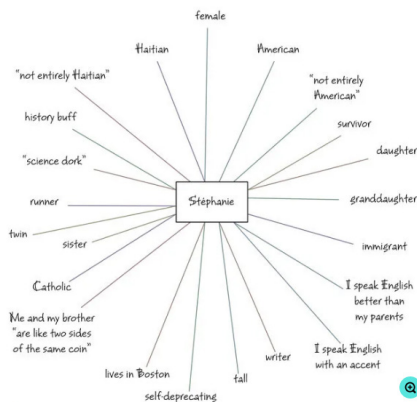 female
Haitian
American
"not entirely Haitian"
"not entirely
American"
history buff
survivor
"science dork"
daughter
Stéphanie
runner
granddaughter
twin
sister
immigrant
Catholic
I speak English
better than
my parents
Me and my brother
"are like two sides
of the same coin"
I speak English
with an accent
writer
lives in Boston
tall
self-deprecating